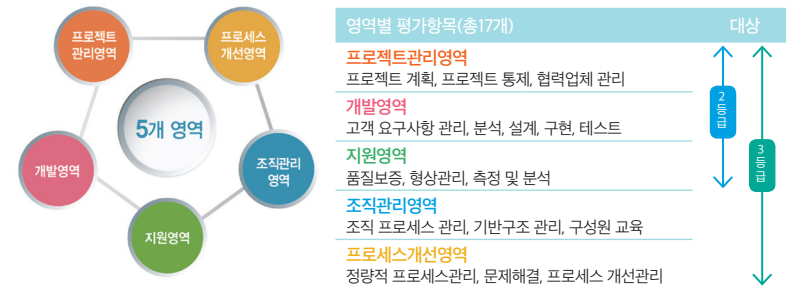 프로젝트
관리영역
프로세스
개선영역
5개 영역
개발영역
조직관리
영역
지원영역
영역별 평가항목(총17개) 대상
프로젝트관리영역
프로젝트 계획, 프로젝트 통제, 협력업체 관리
개발영역
고객 요구사항 관리, 분석, 설계, 구현, 테스트
지원영역
품질보증, 형상관리, 측정 및 분석
조직관리영역
조직 프로세스 관리, 기반구조 관리, 구성원 교육
프로세스개선영역
정량적 프로세스관리, 문제해결, 프로세스 개선관리
2등급
3등급